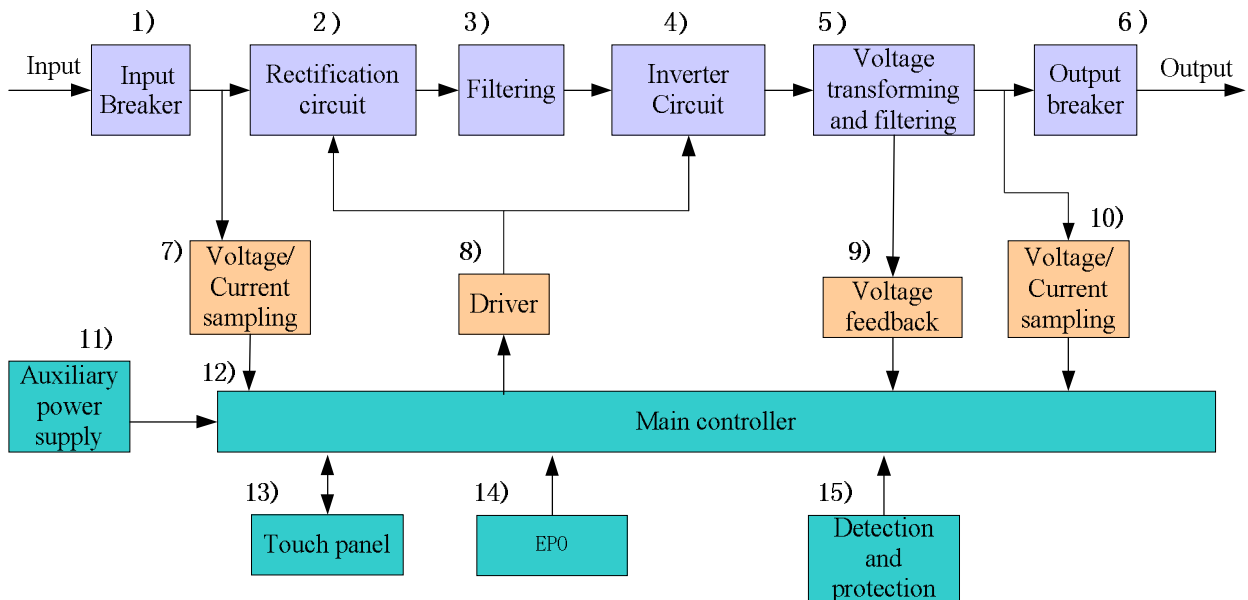 1)
2)
3)
4)
5)
6)
Input
Input
Breaker
Rectification
circuit
Filtering
Inverter
Circuit
Voltage
transforming
and filtering
Output
breaker
Output
7)
Voltage/
Current
sampling
8)
Driver
9)
Voltage
feedback
10)
Voltage/
Current
sampling
11)
Auxiliary
power
supply
12)
Main controller
13)
Touch panel
14)
EPO
15)
Detection
and
protection